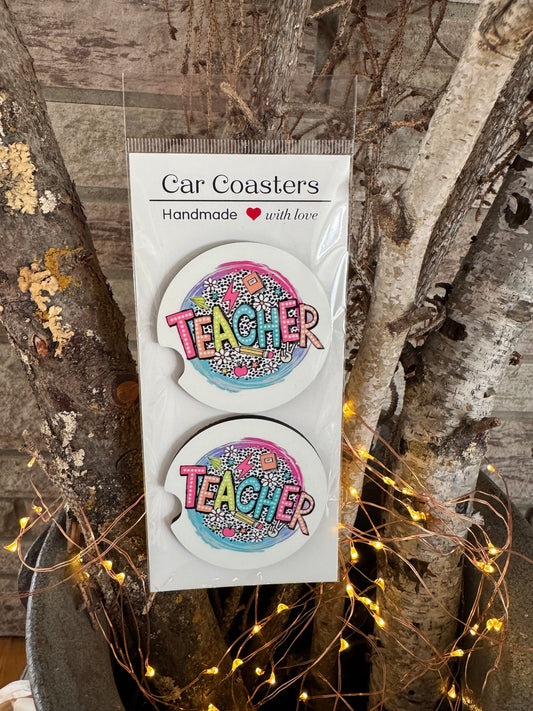 Car Coasters
Handmade ❤ with love
TEACHER
TEACHER